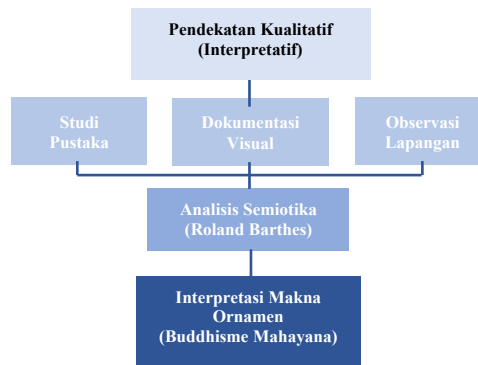 Pendekatan Kualitatif
(Interpretatif)
Studi
Pustaka
Dokumentasi
Visual
Observasi
Lapangan
Analisis Semiotika
(Roland Barthes)
Interpretasi Makna
Ornamen
(Buddhisme Mahayana)